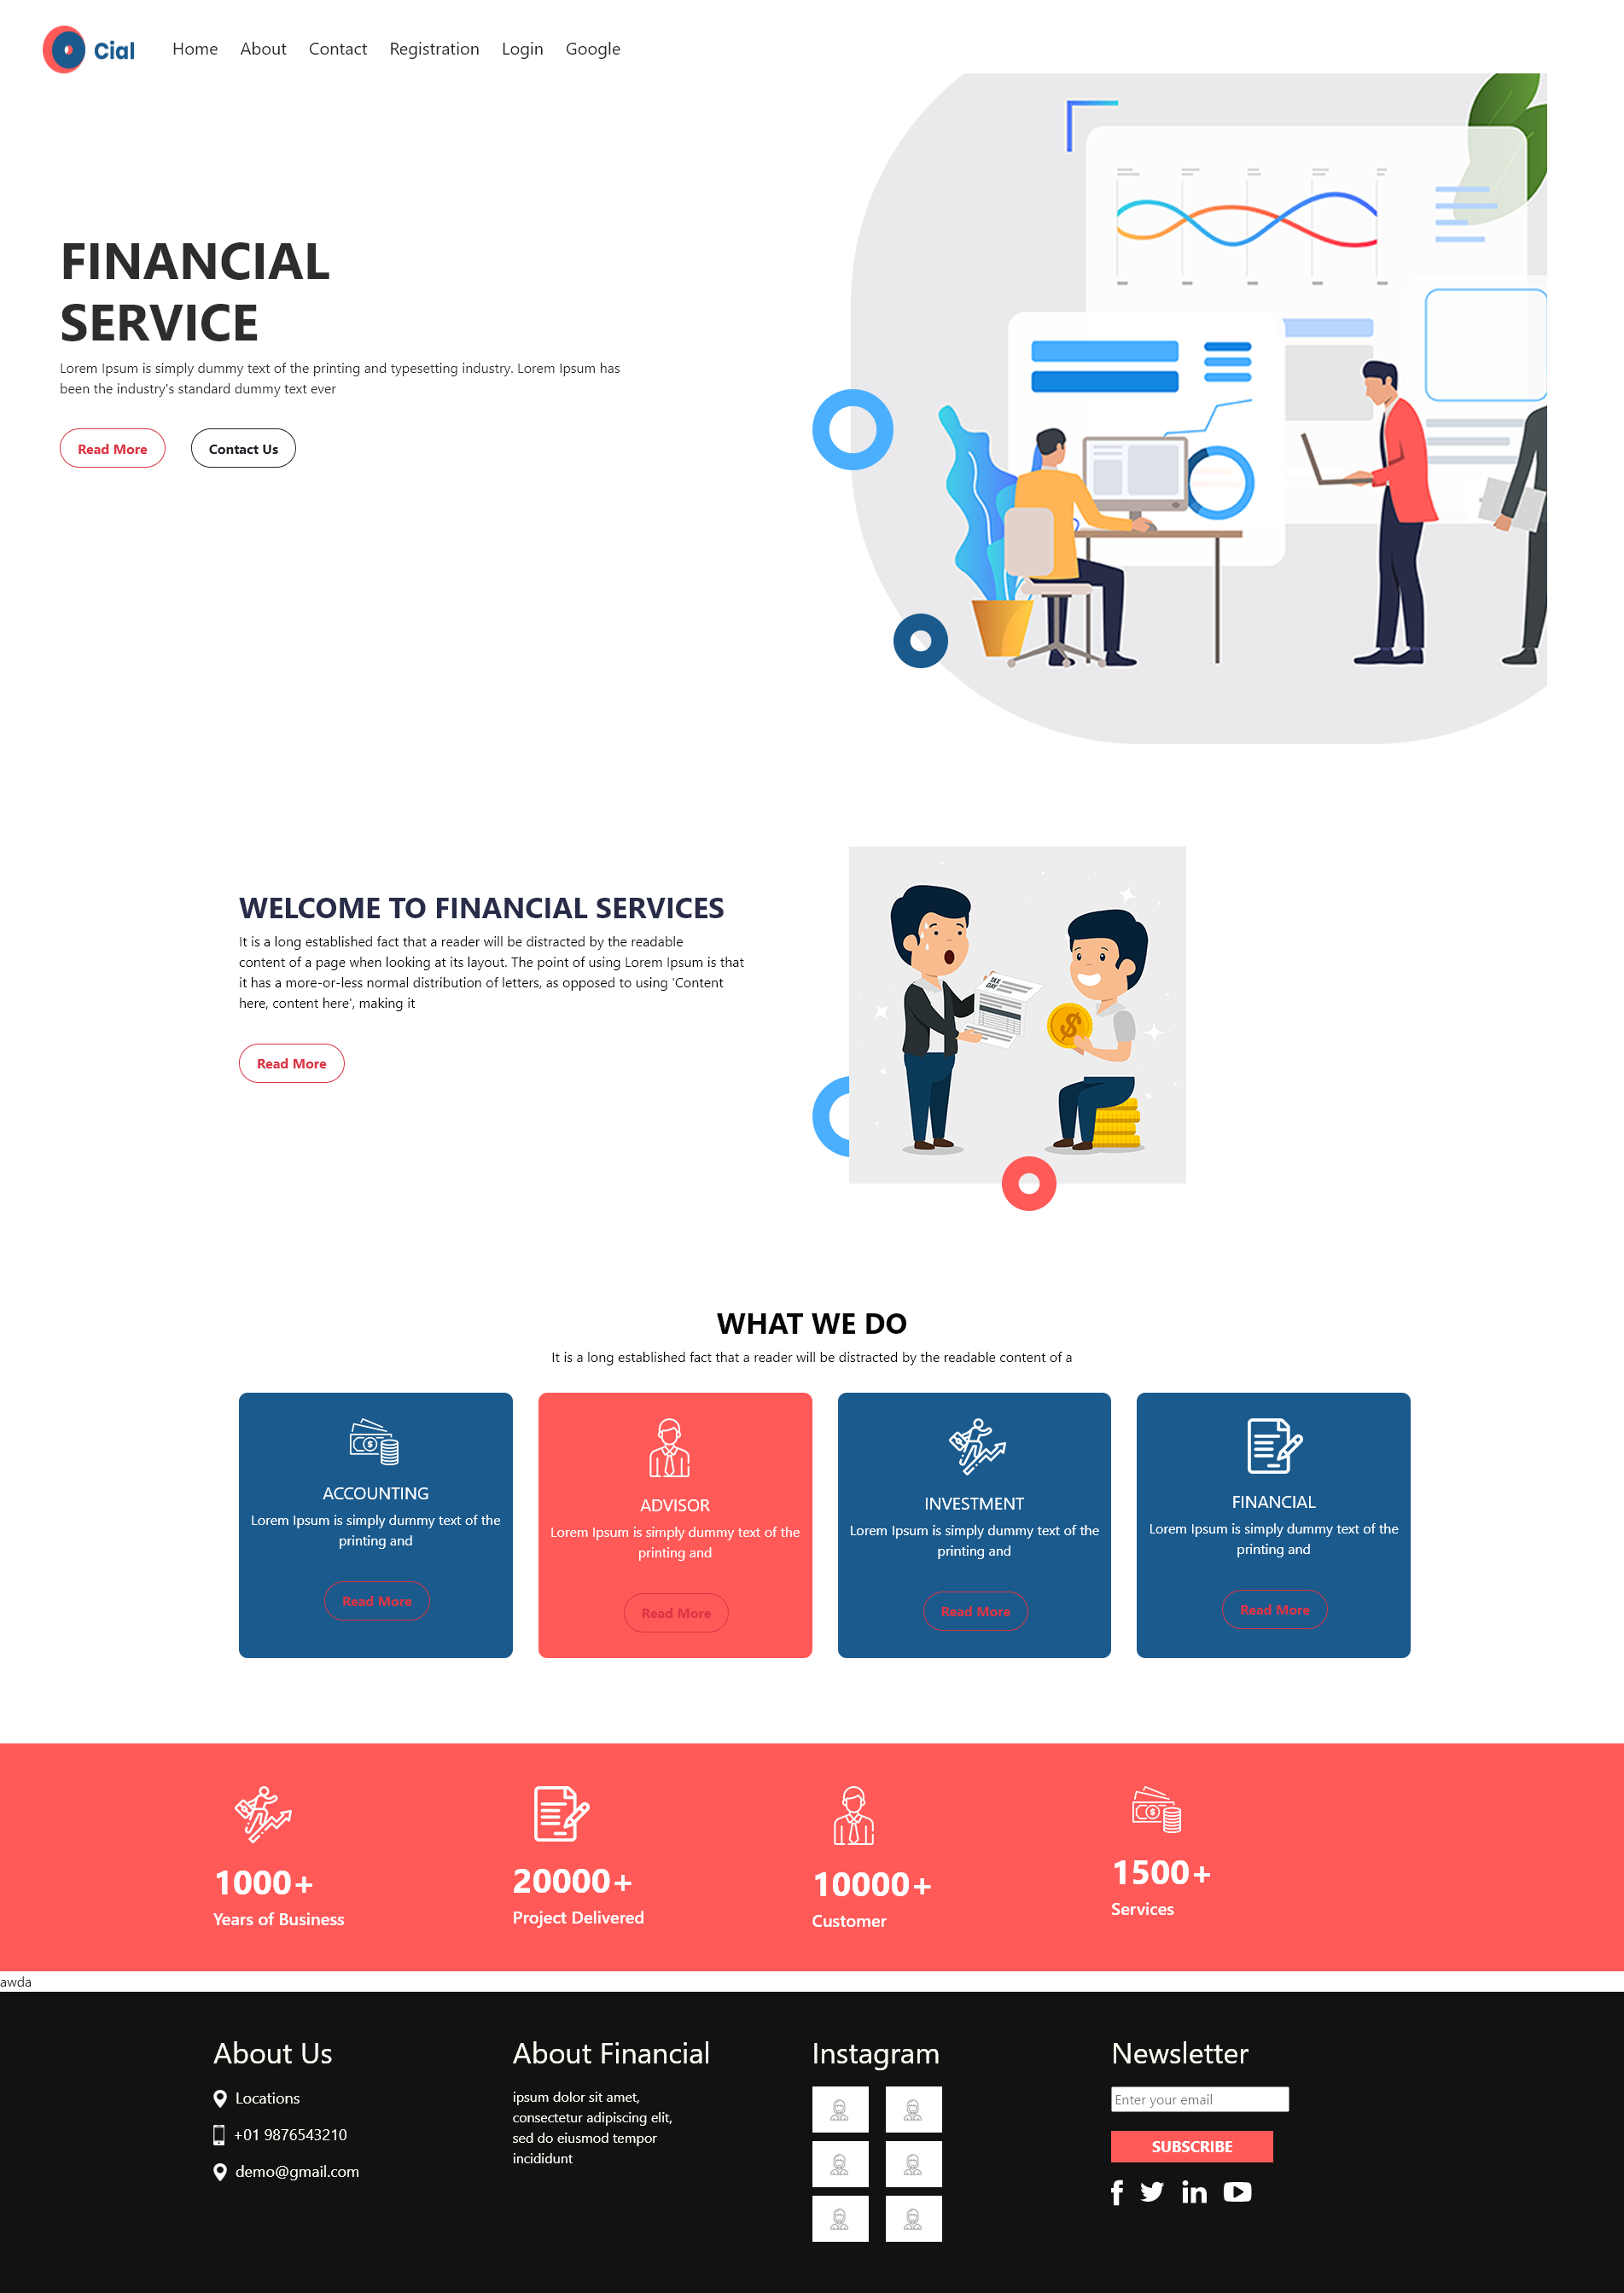 Cial
Home About Contact Registration Login Google
FINANCIAL
SERVICE
Lorem Ipsum is simply dummy text of the printing and typesetting industry. Lorem Ipsum has
been the industry's standard dummy text ever
Read More Contact Us
WELCOME TO FINANCIAL SERVICES
It is a long established fact that a reader will be distracted by the readable
content of a page when looking at its layout. The point of using Lorem Ipsum is that
it has a more-or-less normal distribution of letters, as opposed to using 'Content
here, content here', making it
Read More
TAX
DAY
WHAT WE DO
It is a long established fact that a reader will be distracted by the readable content of a
ACCOUNTING
Lorem Ipsum is simply dummy text of the
printing and
Read More
ADVISOR
Lorem Ipsum is simply dummy text of the
printing and
Read More
INVESTMENT
Lorem Ipsum is simply dummy text of the
printing and
Read More
FINANCIAL
Lorem Ipsum is simply dummy text of the
printing and
Read More
1000+
Years of Business
20000+
Project Delivered
10000+
Customer
1500+
Services
awda
About Us
Locations
+01 9876543210
demo@gmail.com
About Financial
ipsum dolor sit amet,
consectetur adipiscing elit,
sed do eiusmod tempor
incididunt
Instagram
Newsletter
Enter your email
SUBSCRIBE